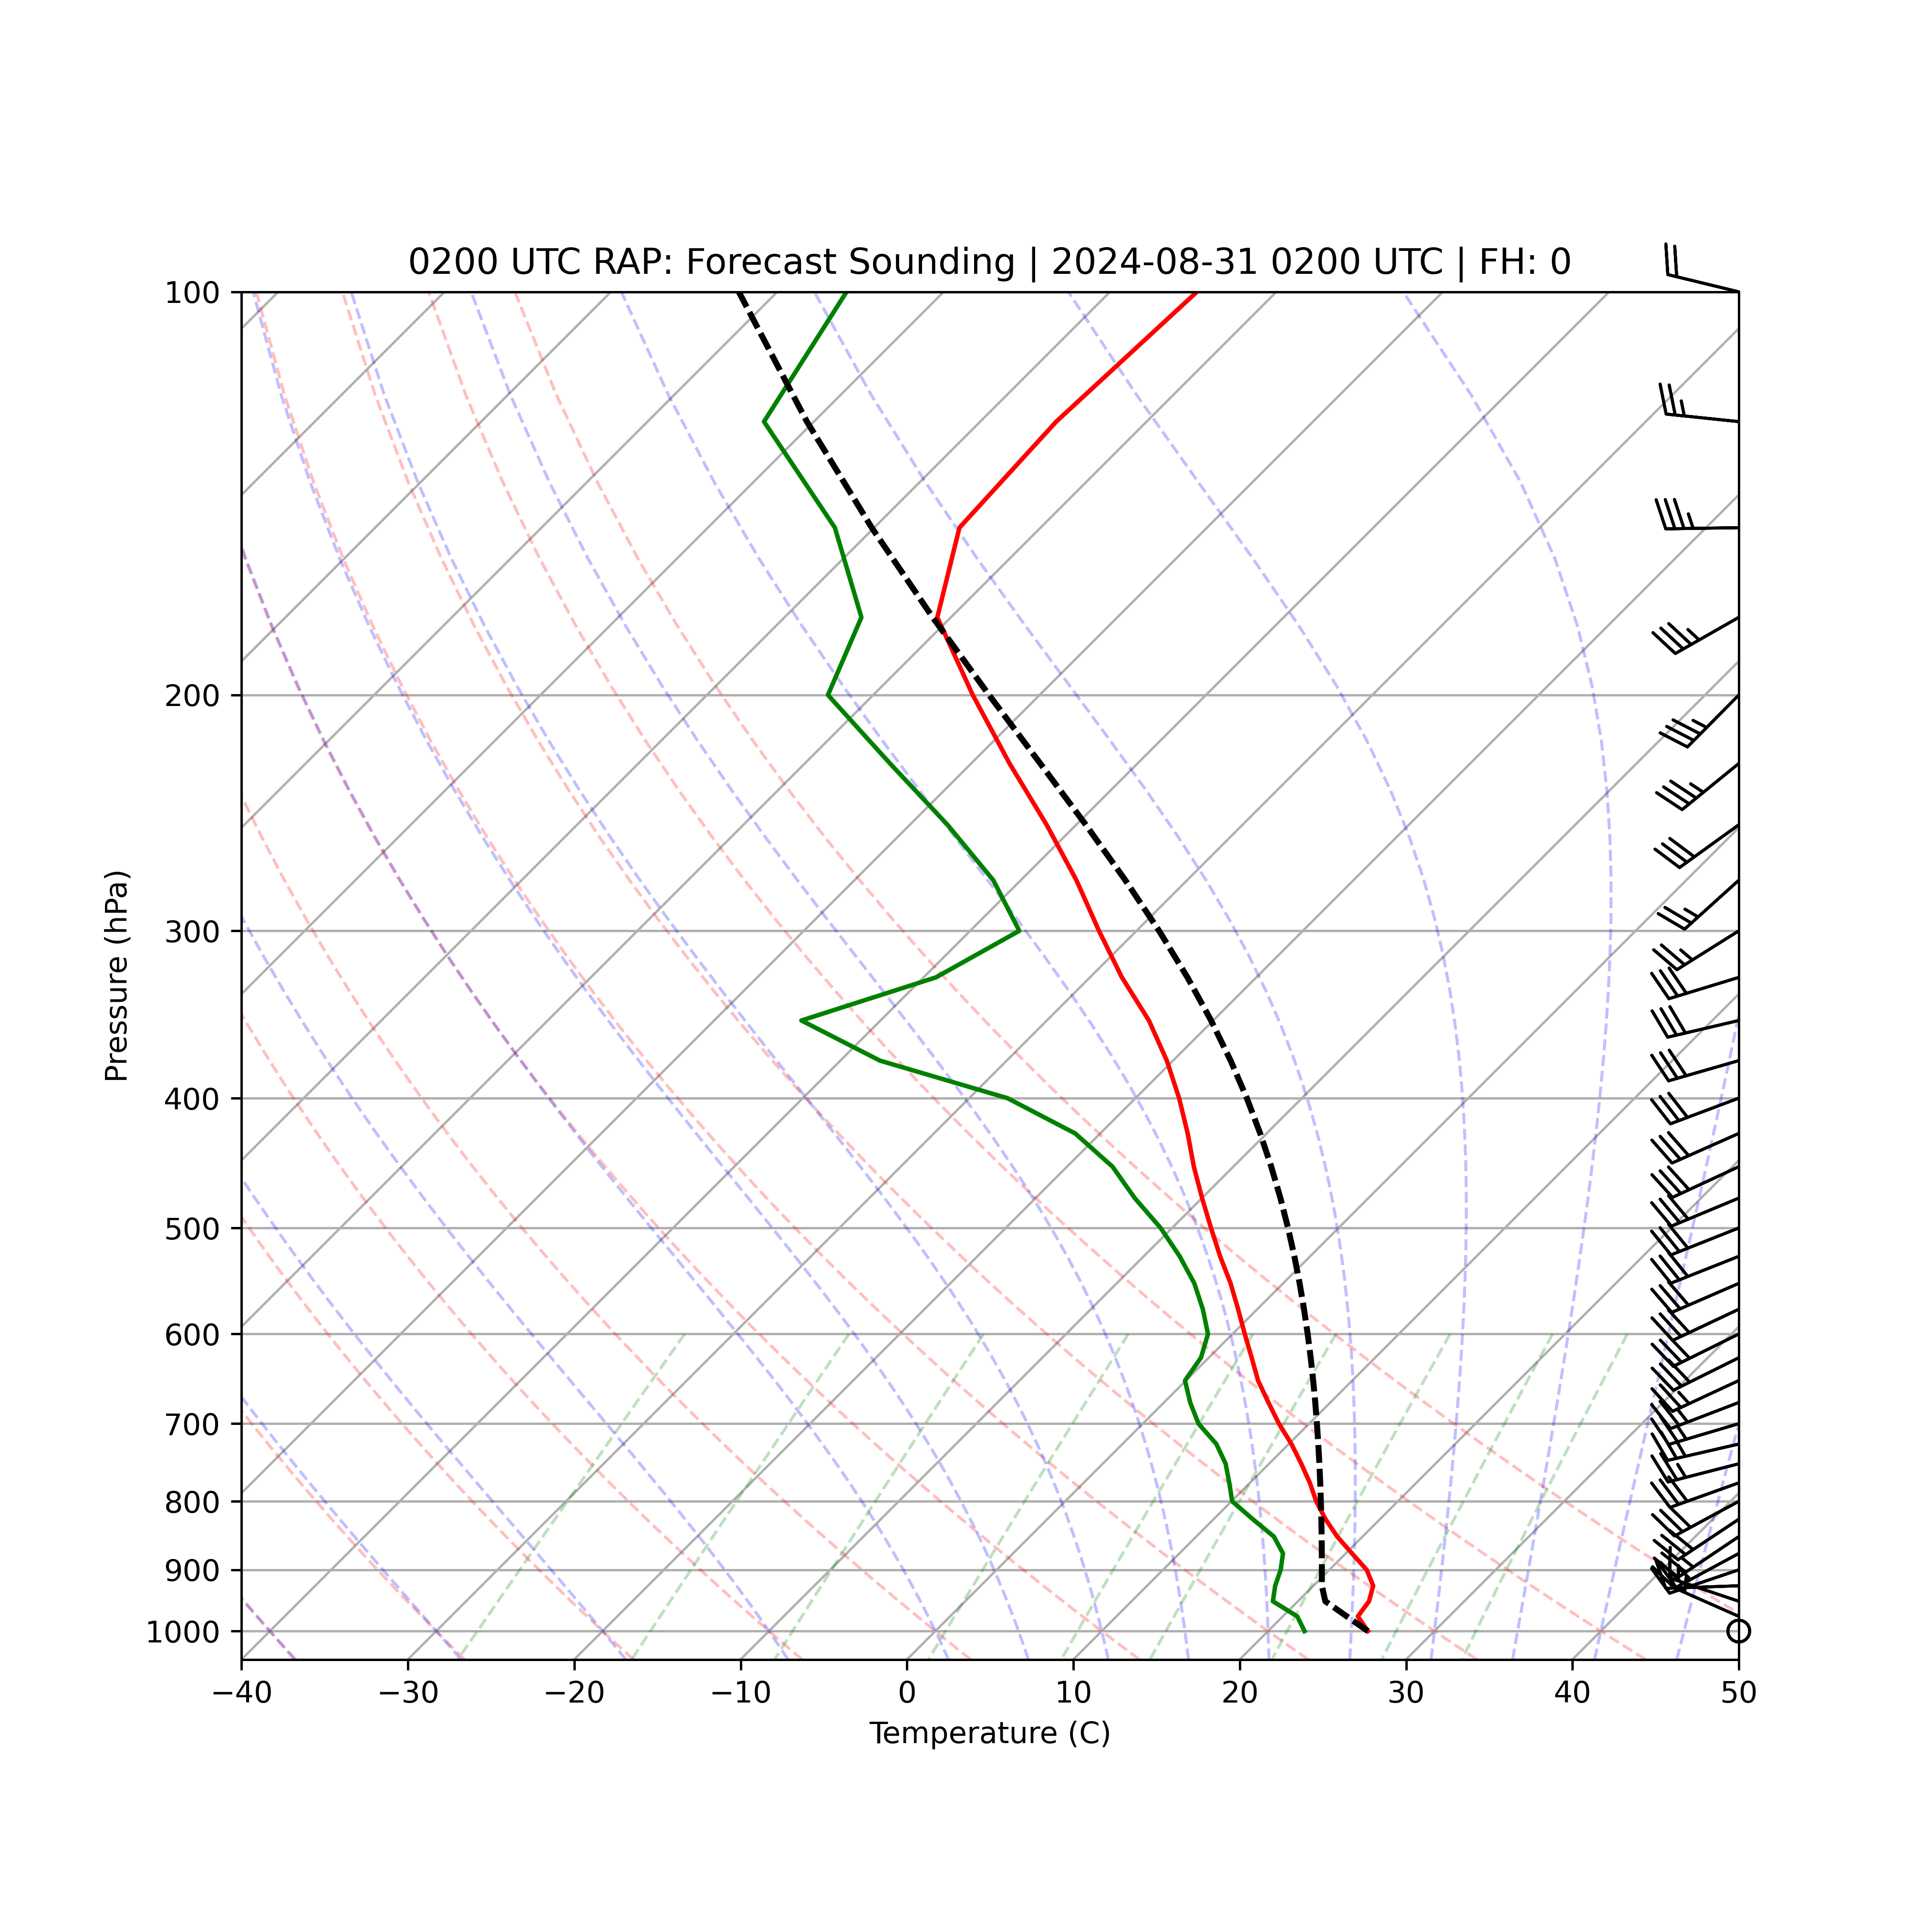 0200 UTC RAP: Forecast Sounding | 2024-08-31 0200 UTC | FH: 0
100
200
300
400
500
600
700
800
900
1000
Pressure (hPa)
−40 −30 −20 −10 0 10 20 30 40 50
Temperature (C)